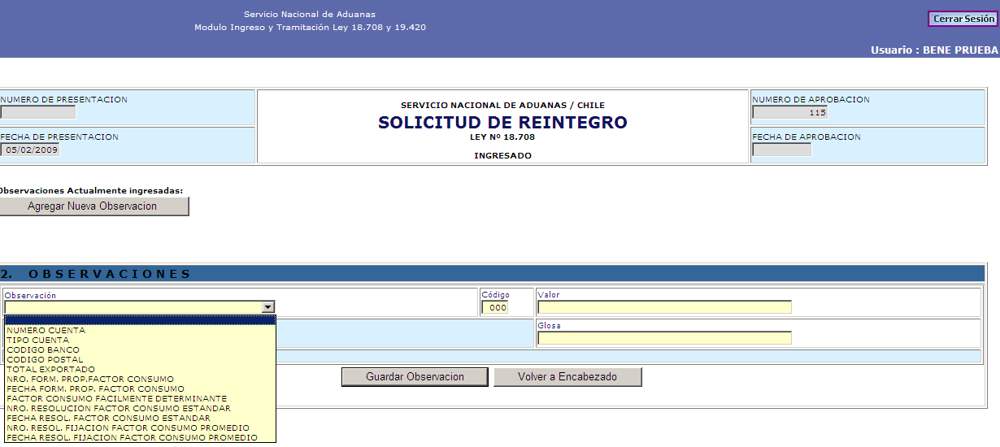 Servicio Nacional de Aduanas
Modulo Ingreso y Tramitación Ley 18.708 y 19.420
Cerrar Sesión
Usuario : BENE PRUEBA
NUMERO DE PRESENTACION
FECHA DE PRESENTACION
05/02/2009
SERVICIO NACIONAL DE ADUANAS / CHILE
SOLICITUD DE REINTEGRO
LEY Nº 18.708
INGRESADO
NUMERO DE APROBACION
115
FECHA DE APROBACION
Observaciones Actualmente ingresadas:
Agregar Nueva Observacion
2. OBSERVACIONES
Observación
Código
000
Valor
Glosa
NUMERO CUENTA
TIPO CUENTA
CODIGO BANCO
CODIGO POSTAL
TOTAL EXPORTADO
NRO. FORM. PROP.FACTOR CONSUMO
FECHA FORM. PROP. FACTOR CONSUMO
FACTOR CONSUMO FACILMENTE DETERMINANTE
NRO. RESOLUCION FACTOR CONSUMO ESTANDAR
FECHA RESOL. FACTOR CONSUMO ESTANDAR
NRO. RESOL. FIJACION FACTOR CONSUMO PROMEDIO
FECHA RESOL. FIJACION FACTOR CONSUMO PROMEDIO
Guardar Observacion
Volver a Encabezado